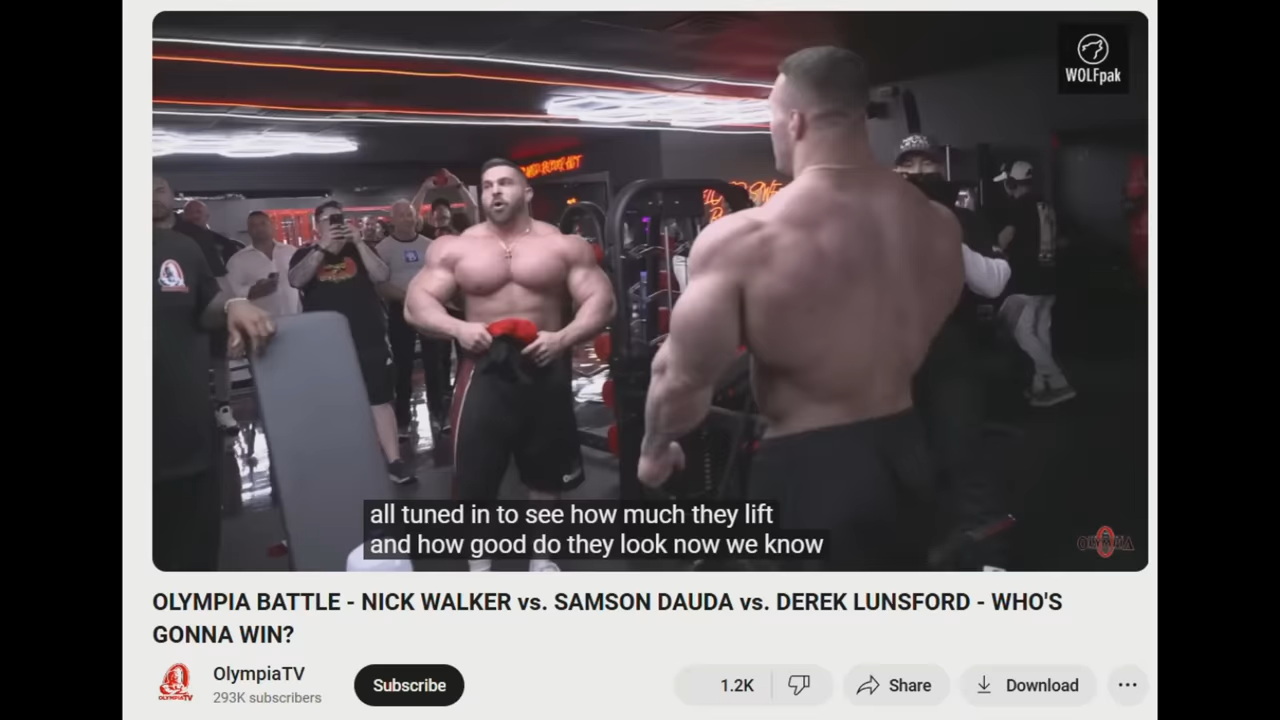 WOLFpak
all tuned in to see how much they lift
and how good do they look now we know
OLYMPIA
OLYMPIA BATTLE - NICK WALKER vs. SAMSON DAUDA vs. DEREK LUNSFORD - WHO'S
GONNA WIN?
OlympiaTV
293K subscribers
Subscribe
1.2K
Share
Download